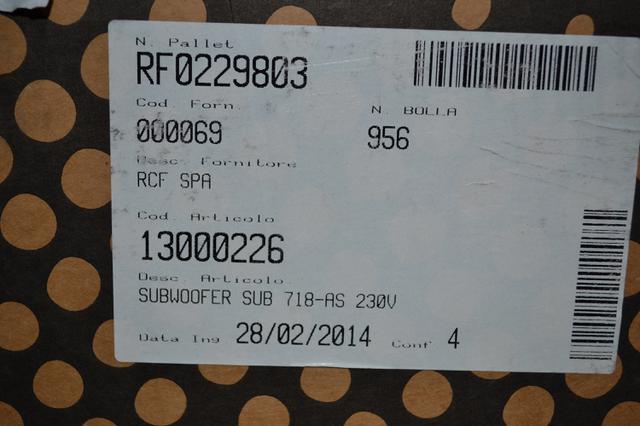 N. Pallet
RF0229803
Cod. Forn.
N. BOLLA
000069
956
Desc. Fornitore
RCF SPA
Cod. Articolo
13000226
Desc. Articolo
SUBWOOFER SUB 718-AS 230V
Data Ing 28/02/2014 Conf 4